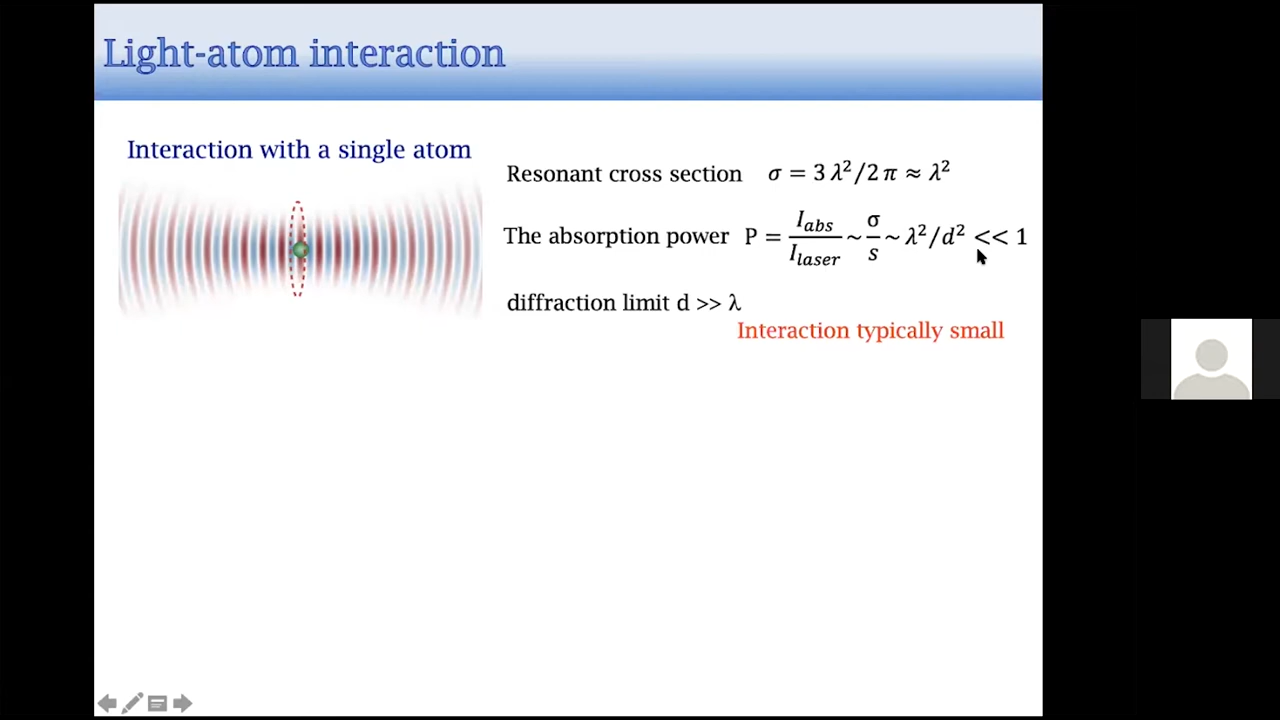 Light-atom interaction
Interaction with a single atom
Resonant cross section σ = 3 λ²/2 π ≈ λ²
The absorption power P = I_abs/I_laser ~ σ/s ~ λ²/d² << 1
diffraction limit d >> λ
Interaction typically small